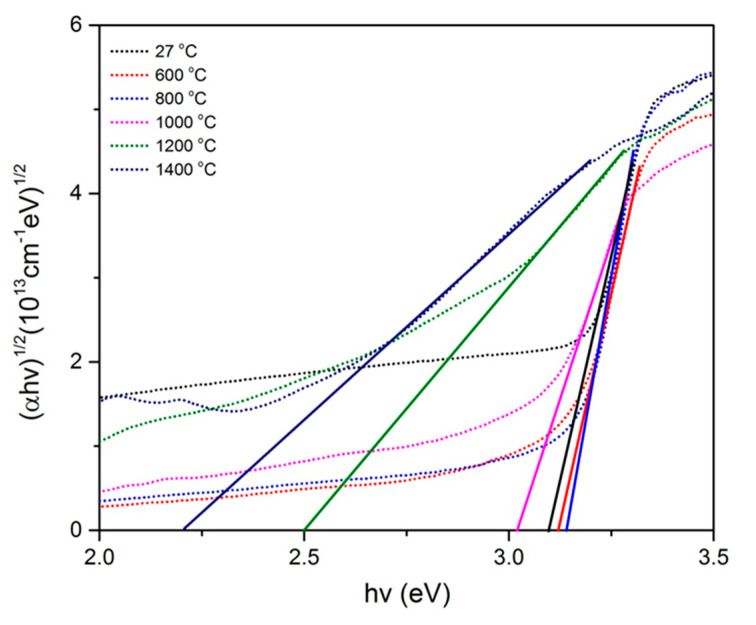 6
27 °C
600 °C
800 °C
1000 °C
1200 °C
1400 °C
4
2
0
(αhν)^1/2(10^13cm^-1eV)^1/2
2.0 2.5 3.0 3.5
hν (eV)